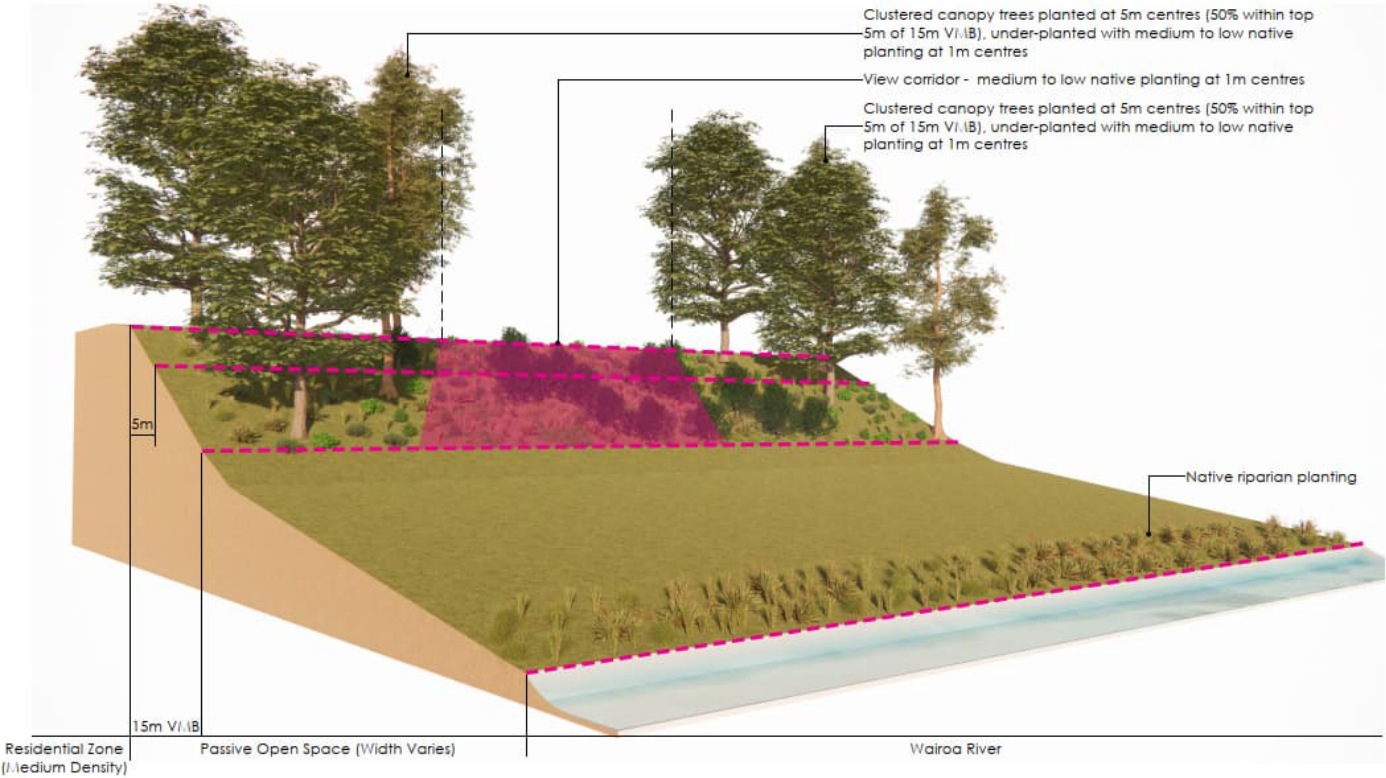 Clustered canopy trees planted at 5m centres (50% within top
5m of 15m VMB), under-planted with medium to low native
planting at 1m centres
View corridor - medium to low native planting at 1m centres
Clustered canopy trees planted at 5m centres (50% within top
5m of 15m VMB), under-planted with medium to low native
planting at 1m centres
5m
Native riparian planting
15m VMB
Residential Zone
(Medium Density)
Passive Open Space (Width Varies)
Wairoa River